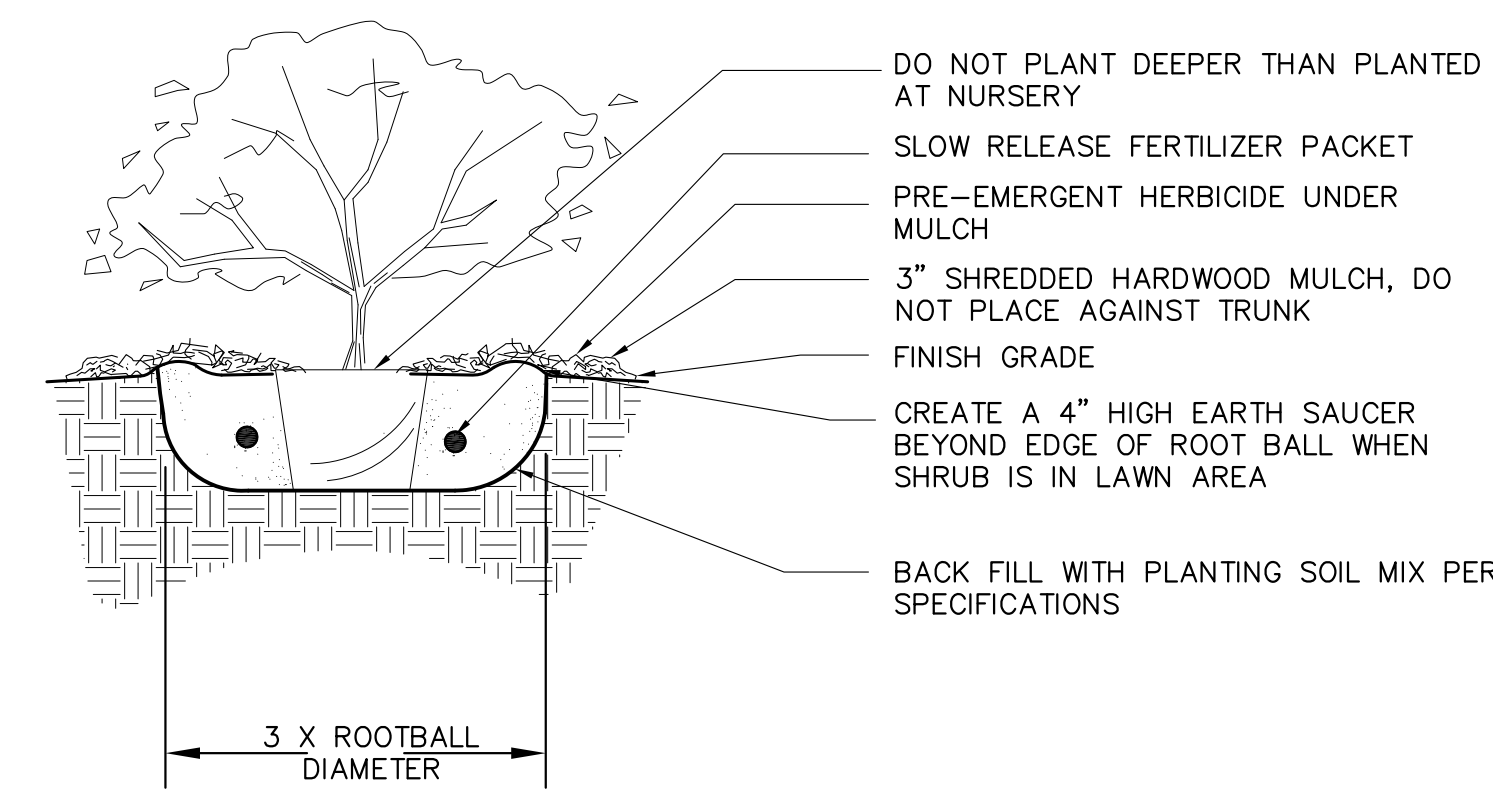 DO NOT PLANT DEEPER THAN PLANTED
AT NURSERY
SLOW RELEASE FERTILIZER PACKET
PRE-EMERGENT HERBICIDE UNDER
MULCH
3" SHREDDED HARDWOOD MULCH, DO
NOT PLACE AGAINST TRUNK
FINISH GRADE
CREATE A 4" HIGH EARTH SAUCER
BEYOND EDGE OF ROOT BALL WHEN
SHRUB IS IN LAWN AREA
BACK FILL WITH PLANTING SOIL MIX PER
SPECIFICATIONS
3 X ROOTBALL
DIAMETER